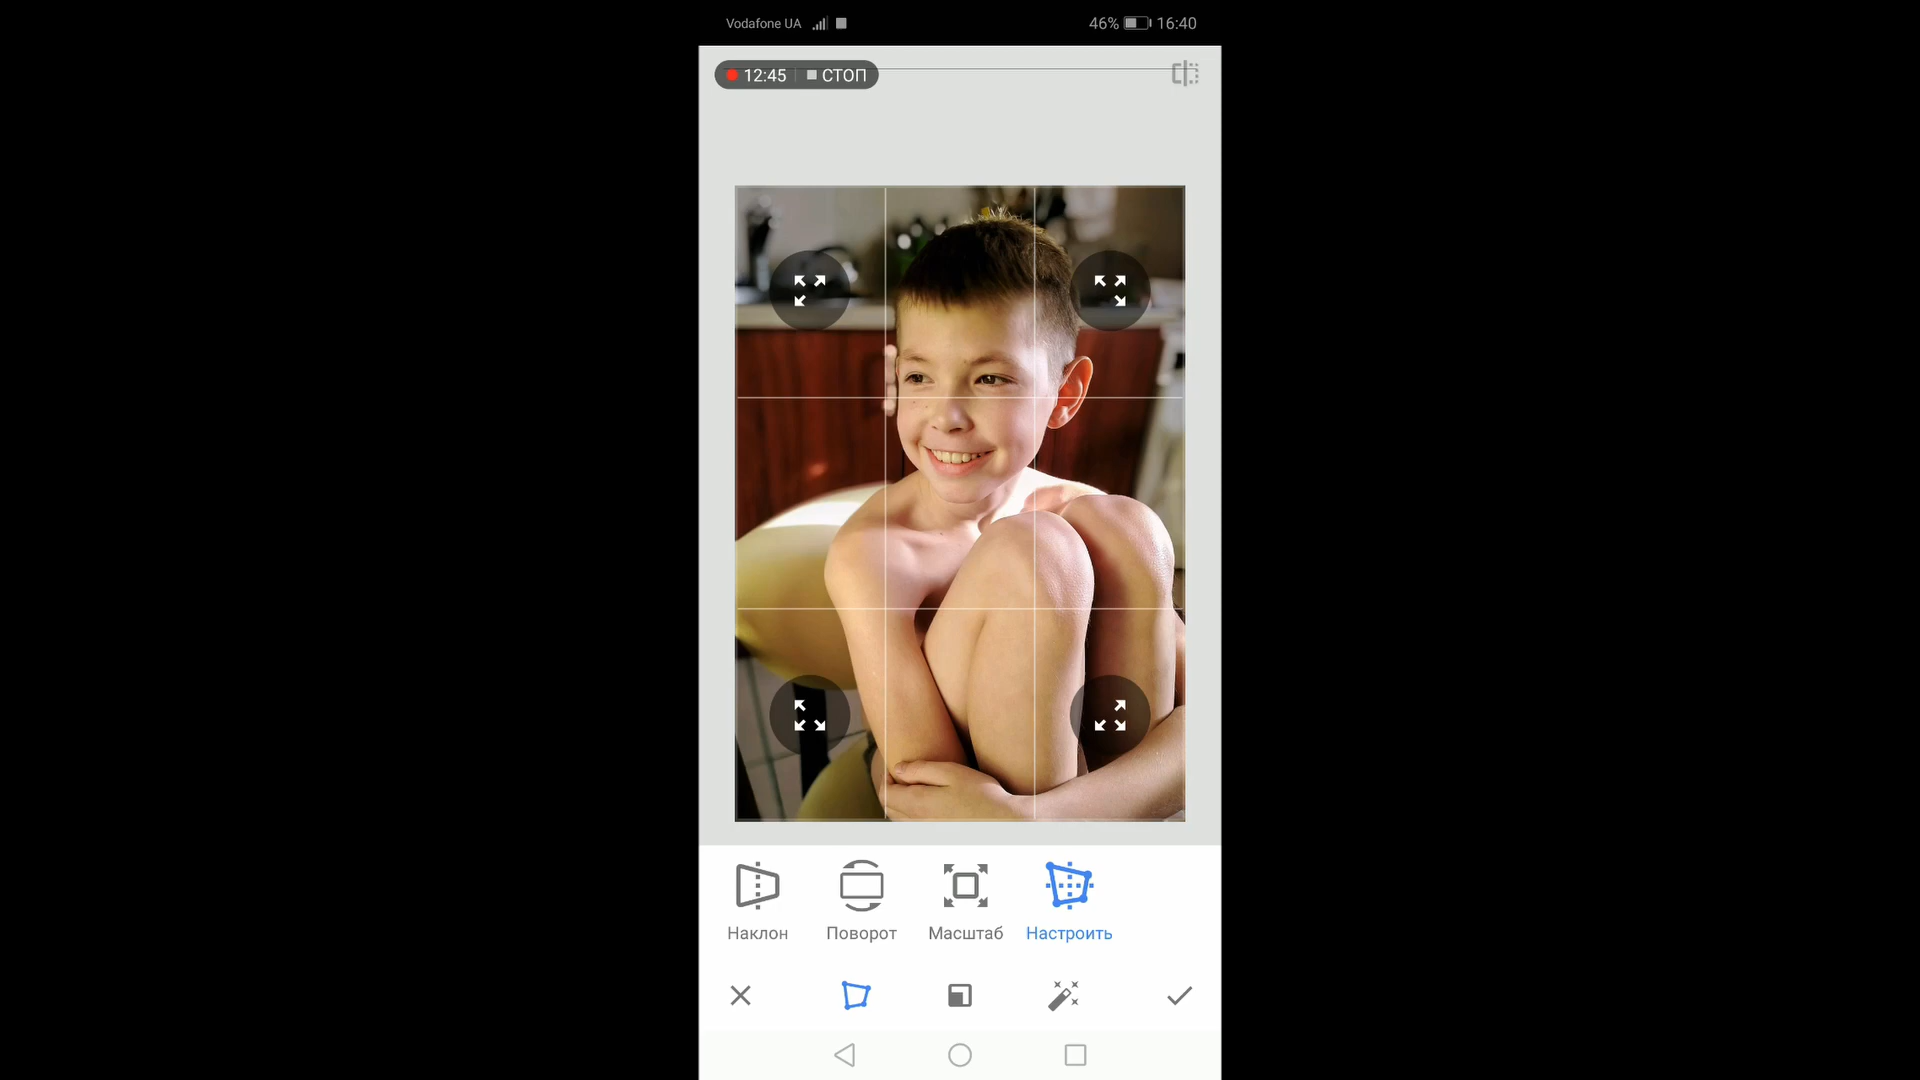 Vodafone UA 46% 16:40
12:45 СТОП
Наклон Поворот Масштаб Настроить